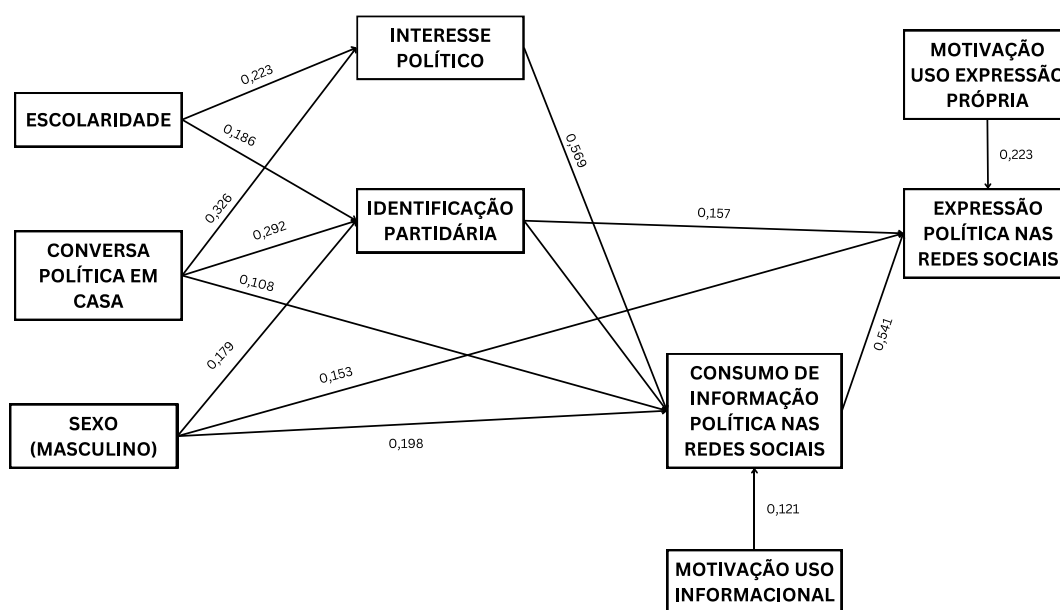 INTERESSE
POLÍTICO
MOTIVAÇÃO
USO EXPRESSÃO
PRÓPRIA
0,223
ESCOLARIDADE
0,186
0,569
0,223
0,326
IDENTIFICAÇÃO
PARTIDÁRIA
0,157
EXPRESSÃO
POLÍTICA NAS
REDES SOCIAIS
CONVERSA
POLÍTICA EM
CASA
0,292
0,108
0,179
0,153
0,541
CONSUMO DE
INFORMAÇÃO
POLÍTICA NAS
REDES SOCIAIS
SEXO
(MASCULINO)
0,198
0,121
MOTIVAÇÃO USO
INFORMACIONAL